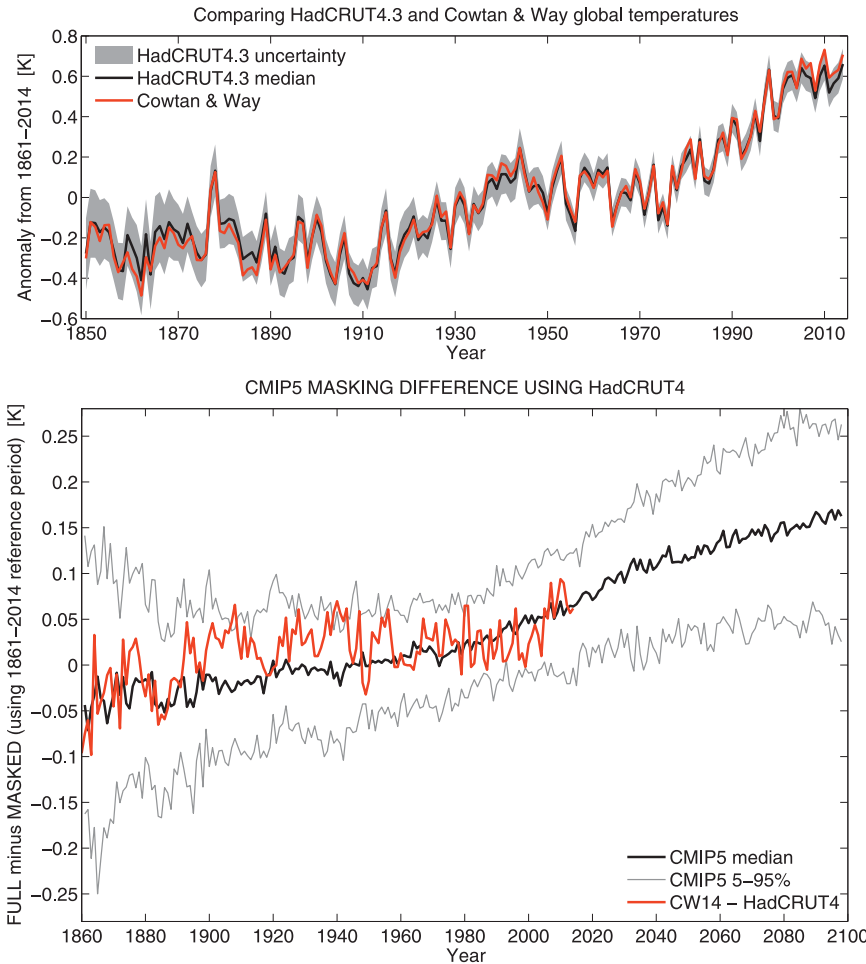 Comparing HadCRUT4.3 and Cowtan & Way global temperatures
Anomaly from 1861–2014 [K]
0.8
0.6
0.4
0.2
0
−0.2
−0.4
−0.6
HadCRUT4.3 uncertainty
HadCRUT4.3 median
Cowtan & Way
1850 1870 1890 1910 1930 1950 1970 1990 2010
Year
CMIP5 MASKING DIFFERENCE USING HadCRUT4
FULL minus MASKED (using 1861–2014 reference period) [K]
0.25
0.2
0.15
0.1
0.05
0
−0.05
−0.1
−0.15
−0.2
−0.25
CMIP5 median
CMIP5 5–95%
CW14 – HadCRUT4
1860 1880 1900 1920 1940 1960 1980 2000 2020 2040 2060 2080 2100
Year